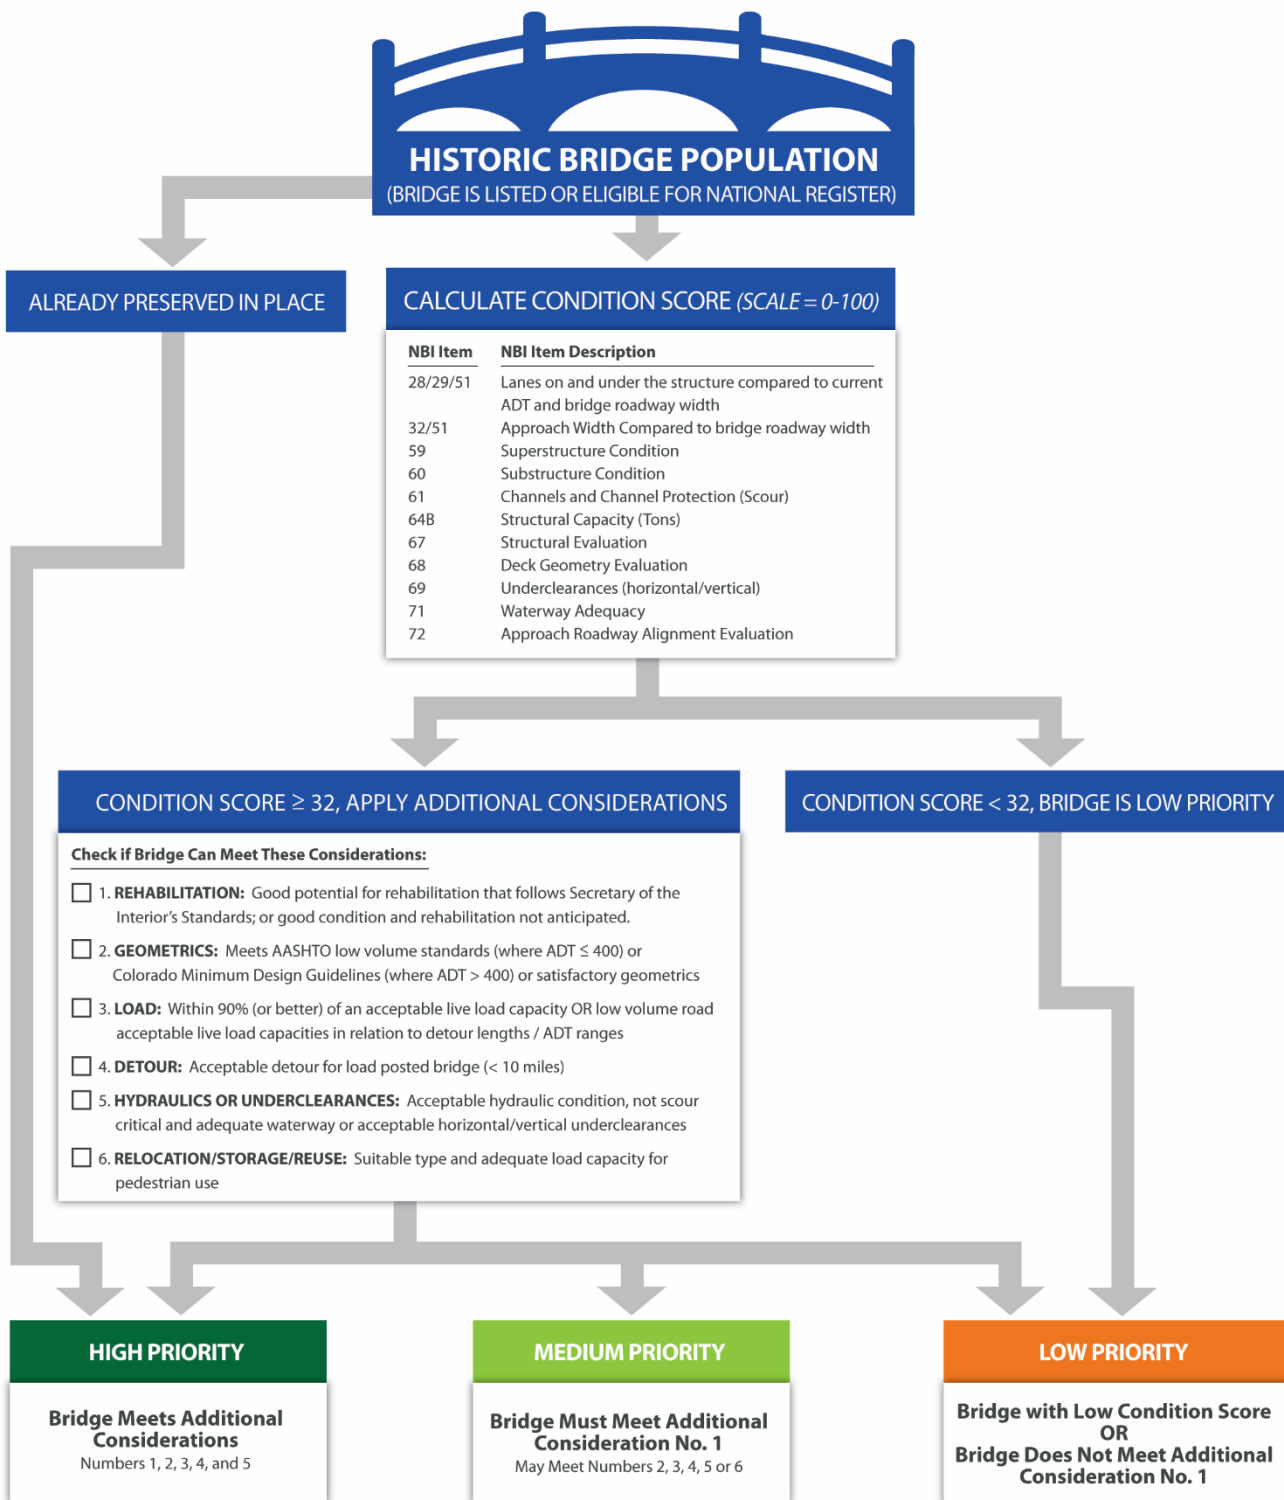 HISTORIC BRIDGE POPULATION
(BRIDGE IS LISTED OR ELIGIBLE FOR NATIONAL REGISTER)
ALREADY PRESERVED IN PLACE
CALCULATE CONDITION SCORE (SCALE = 0-100)
NBI Item NBI Item Description
28/29/51 Lanes on and under the structure compared to current
ADT and bridge roadway width
32/51 Approach Width Compared to bridge roadway width
59 Superstructure Condition
60 Substructure Condition
61 Channels and Channel Protection (Scour)
64B Structural Capacity (Tons)
67 Structural Evaluation
68 Deck Geometry Evaluation
69 Underclearances (horizontal/vertical)
71 Waterway Adequacy
72 Approach Roadway Alignment Evaluation
CONDITION SCORE ≥ 32, APPLY ADDITIONAL CONSIDERATIONS
Check if Bridge Can Meet These Considerations:
1. REHABILITATION: Good potential for rehabilitation that follows Secretary of the
Interior's Standards; or good condition and rehabilitation not anticipated.
2. GEOMETRICS: Meets AASHTO low volume standards (where ADT ≤ 400) or
Colorado Minimum Design Guidelines (where ADT > 400) or satisfactory geometrics
3. LOAD: Within 90% (or better) of an acceptable live load capacity OR low volume road
acceptable live load capacities in relation to detour lengths / ADT ranges
4. DETOUR: Acceptable detour for load posted bridge (< 10 miles)
5. HYDRAULICS OR UNDERCLEARANCES: Acceptable hydraulic condition, not scour
critical and adequate waterway or acceptable horizontal/vertical underclearances
6. RELOCATION/STORAGE/REUSE: Suitable type and adequate load capacity for
pedestrian use
CONDITION SCORE < 32, BRIDGE IS LOW PRIORITY
HIGH PRIORITY
Bridge Meets Additional
Considerations
Numbers 1, 2, 3, 4, and 5
MEDIUM PRIORITY
Bridge Must Meet Additional
Consideration No. 1
May Meet Numbers 2, 3, 4, 5 or 6
LOW PRIORITY
Bridge with Low Condition Score
OR
Bridge Does Not Meet Additional
Consideration No. 1